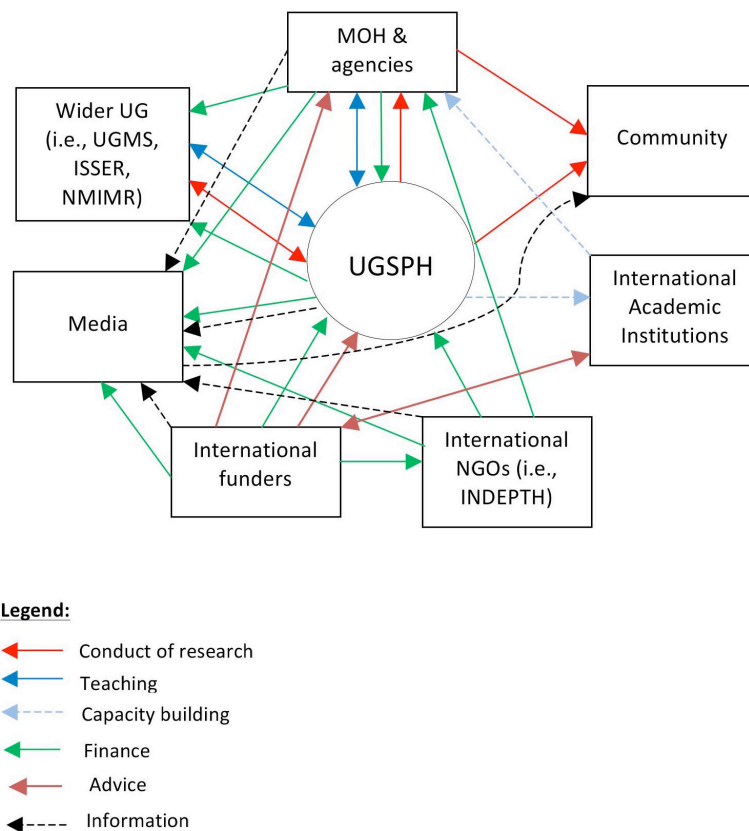 MOH &
agencies
Wider UG
(i.e., UGMS,
ISSER,
NMIMR)
Community
UGSPH
International
Academic
Institutions
Media
International
funders
International
NGOs (i.e.,
INDEPTH)
Legend:
Conduct of research
Teaching
Capacity building
Finance
Advice
Information